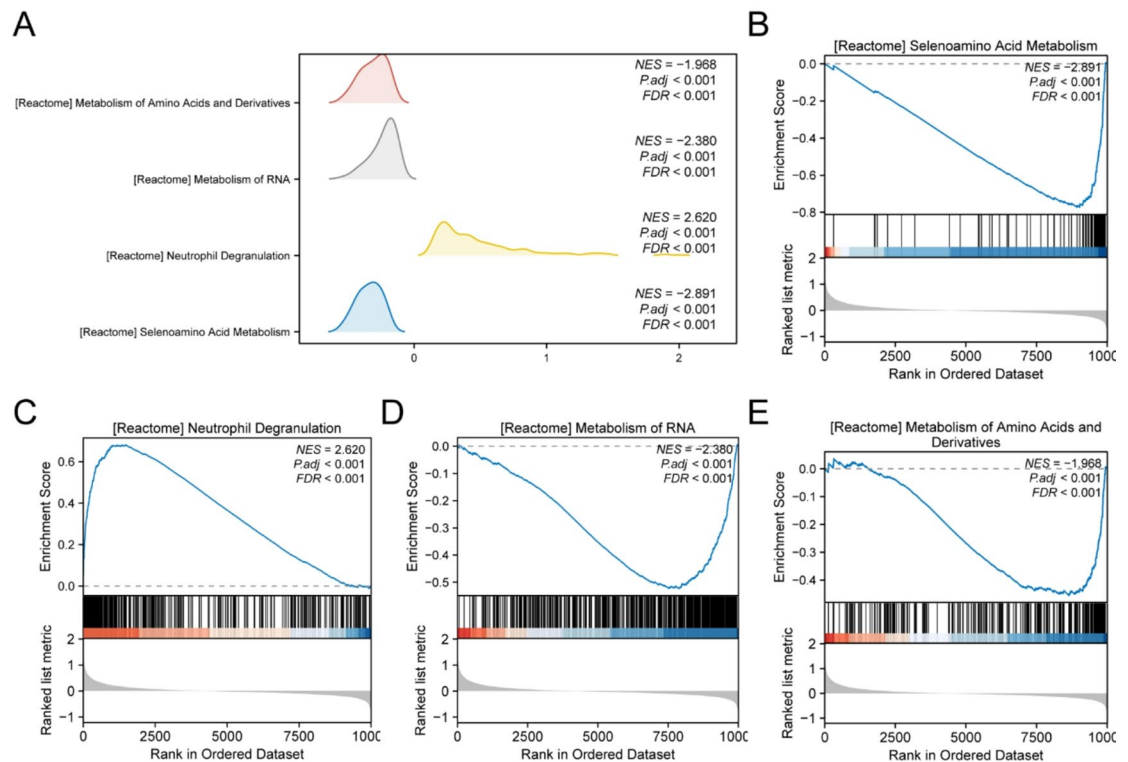 A
[Reactome] Metabolism of Amino Acids and Derivatives
[Reactome] Metabolism of RNA
[Reactome] Neutrophil Degranulation
[Reactome] Selenoamino Acid Metabolism
NES = −1.968
P.adj < 0.001
FDR < 0.001
NES = −2.380
P.adj < 0.001
FDR < 0.001
NES = 2.620
P.adj < 0.001
FDR < 0.001
NES = −2.891
P.adj < 0.001
FDR < 0.001
0 1 2
B
[Reactome] Selenoamino Acid Metabolism
NES = −2.891
P.adj < 0.001
FDR < 0.001
Enrichment Score
0.0
−0.2
−0.4
−0.6
−0.8
Ranked list metric
2
1
0
−1
0 2500 5000 7500 1000
Rank in Ordered Dataset
C
[Reactome] Neutrophil Degranulation
NES = 2.620
P.adj < 0.001
FDR < 0.001
Enrichment Score
0.6
0.4
0.2
0.0
Ranked list metric
2
1
0
−1
0 2500 5000 7500 1000
Rank in Ordered Dataset
D
[Reactome] Metabolism of RNA
NES = −2.380
P.adj < 0.001
FDR < 0.001
Enrichment Score
0.0
−0.1
−0.2
−0.3
−0.4
−0.5
Ranked list metric
2
1
0
−1
0 2500 5000 7500 1000
Rank in Ordered Dataset
E
[Reactome] Metabolism of Amino Acids and
Derivatives
NES = −1.968
P.adj < 0.001
FDR < 0.001
Enrichment Score
0.0
−0.1
−0.2
−0.3
−0.4
Ranked list metric
2
1
0
−1
0 2500 5000 7500 1000
Rank in Ordered Dataset